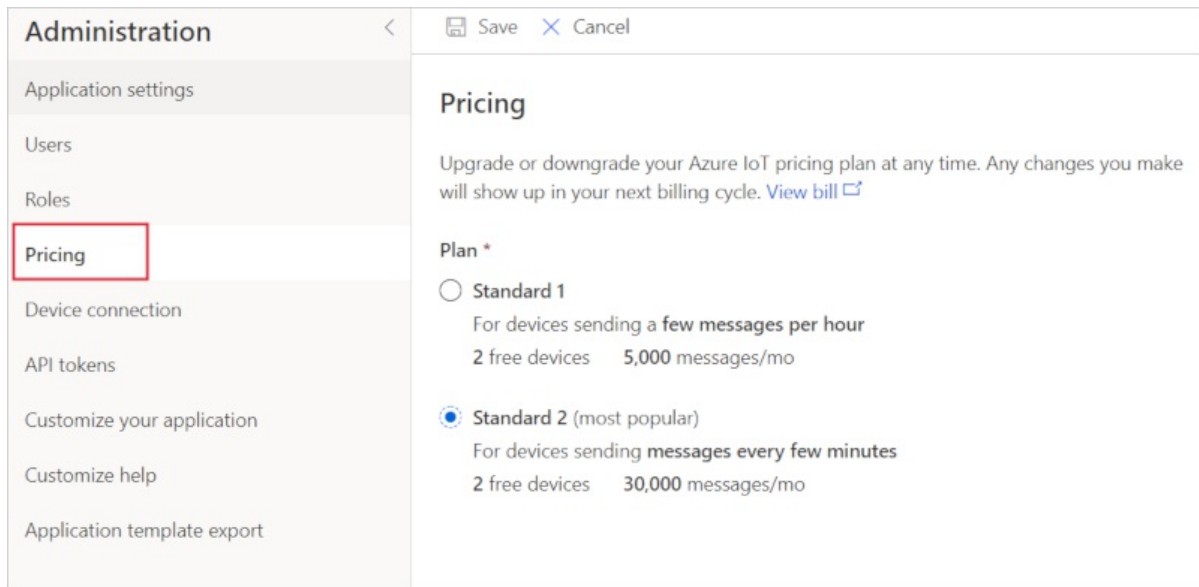 Administration
Application settings
Users
Roles
Pricing
Device connection
API tokens
Customize your application
Customize help
Application template export
Save Cancel
Pricing
Upgrade or downgrade your Azure IoT pricing plan at any time. Any changes you make
will show up in your next billing cycle. View bill
Plan *
Standard 1
For devices sending a few messages per hour
2 free devices 5,000 messages/mo
Standard 2 (most popular)
For devices sending messages every few minutes
2 free devices 30,000 messages/mo